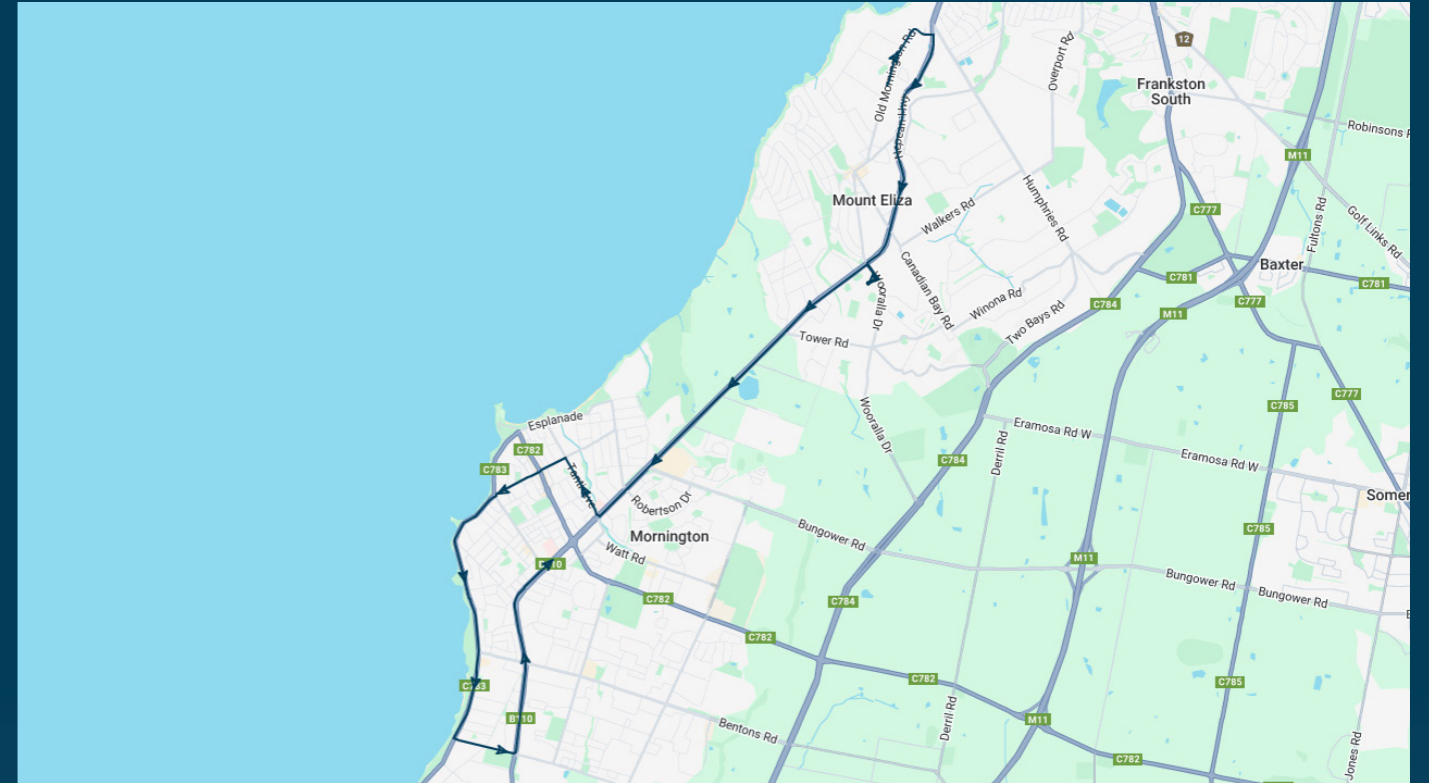 12
Frankston
South
Overport Rd
Old Mornington Rd
Nepean Hwy
Robinsons R
M11
Mount Eliza
Walkers Rd
Humphries Rd
C777
Fultons Rd
Golf Links Rd
Canadian Bay Rd
Baxter
C781
C781
Wooralla Dr
Winona Rd
C784
C777
M11
Two Bays Rd
Tower Rd
C777
C785
Esplanade
Wooralla Dr
Eramosa Rd W
C782
Derril Rd
C784
Eramosa Rd W
C783
Robertson Dr
Somer
Mornington
Bungower Rd
C785
Watt Rd
M11
Bungower Rd
Bungower Rd
C782
C784
C782
C782
C783
C785
B110
Derril Rd
M11
Bentons Rd
C782
Jones Rd